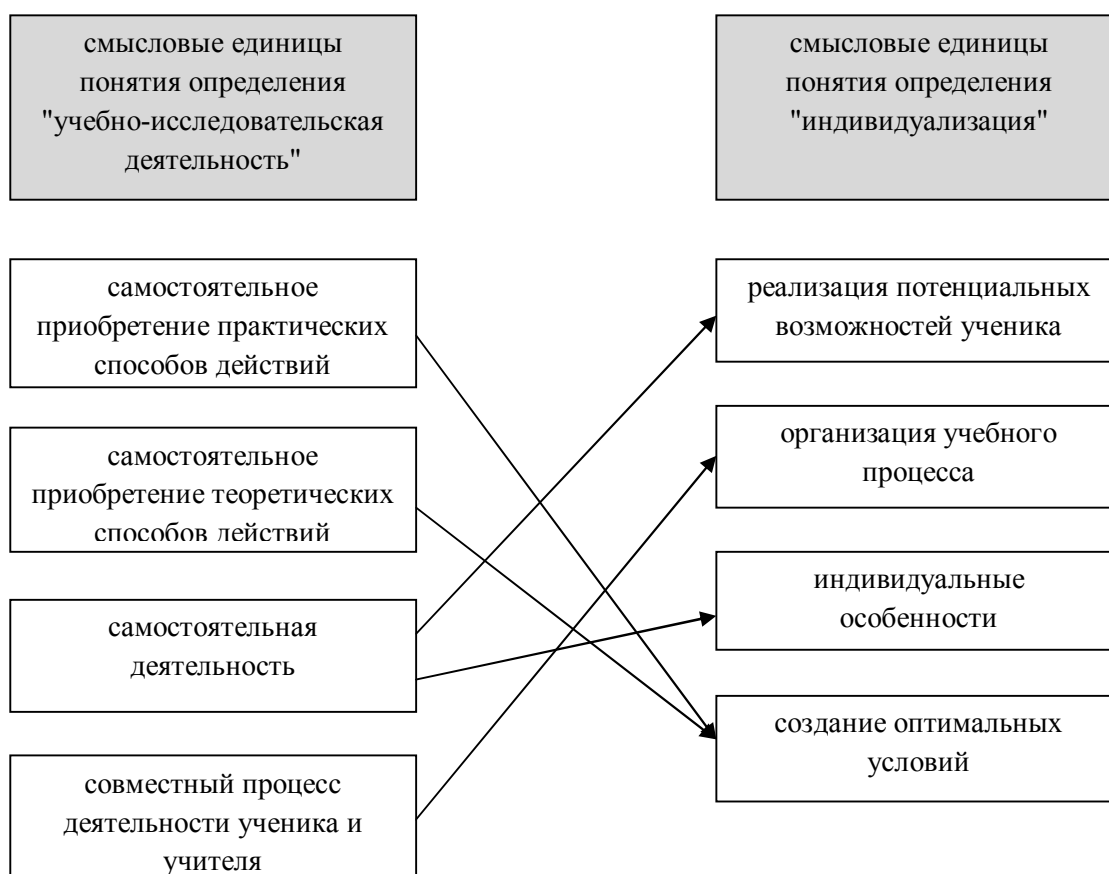 смысловые единицы
понятия определения
"учебно-исследовательская
деятельность"
самостоятельное
приобретение практических
способов действий
самостоятельное
приобретение теоретических
способов действий
самостоятельная
деятельность
совместный процесс
деятельности ученика и
учителя
смысловые единицы
понятия определения
"индивидуализация"
реализация потенциальных
возможностей ученика
организация учебного
процесса
индивидуальные
особенности
создание оптимальных
условий